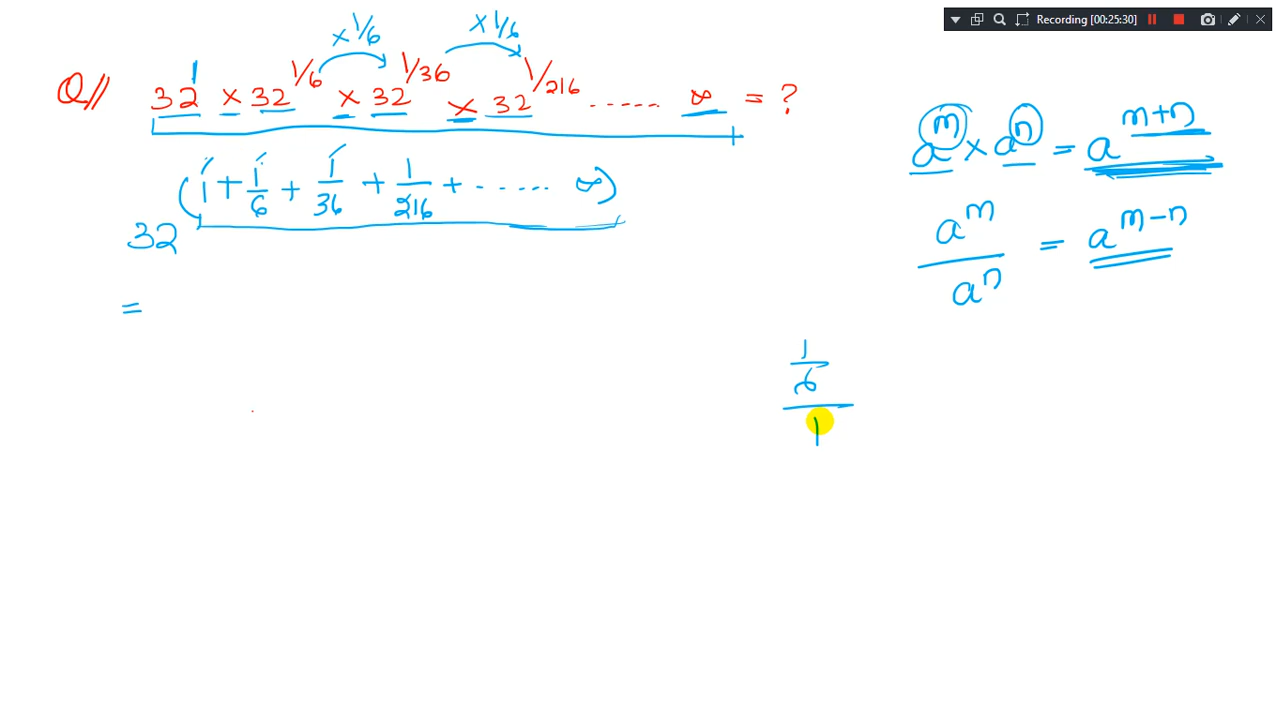 Recording [00:25:30]
Q// 32^1 × 32^1/6 × 32^1/36 × 32^1/216 ...... ∞ = ?
×1/6 ×1/6
32^(1 + 1/6 + 1/36 + 1/216 + ...... ∞)
=
a^m × a^n = a^m+n
a^m / a^n = a^m-n
1/6 / 1